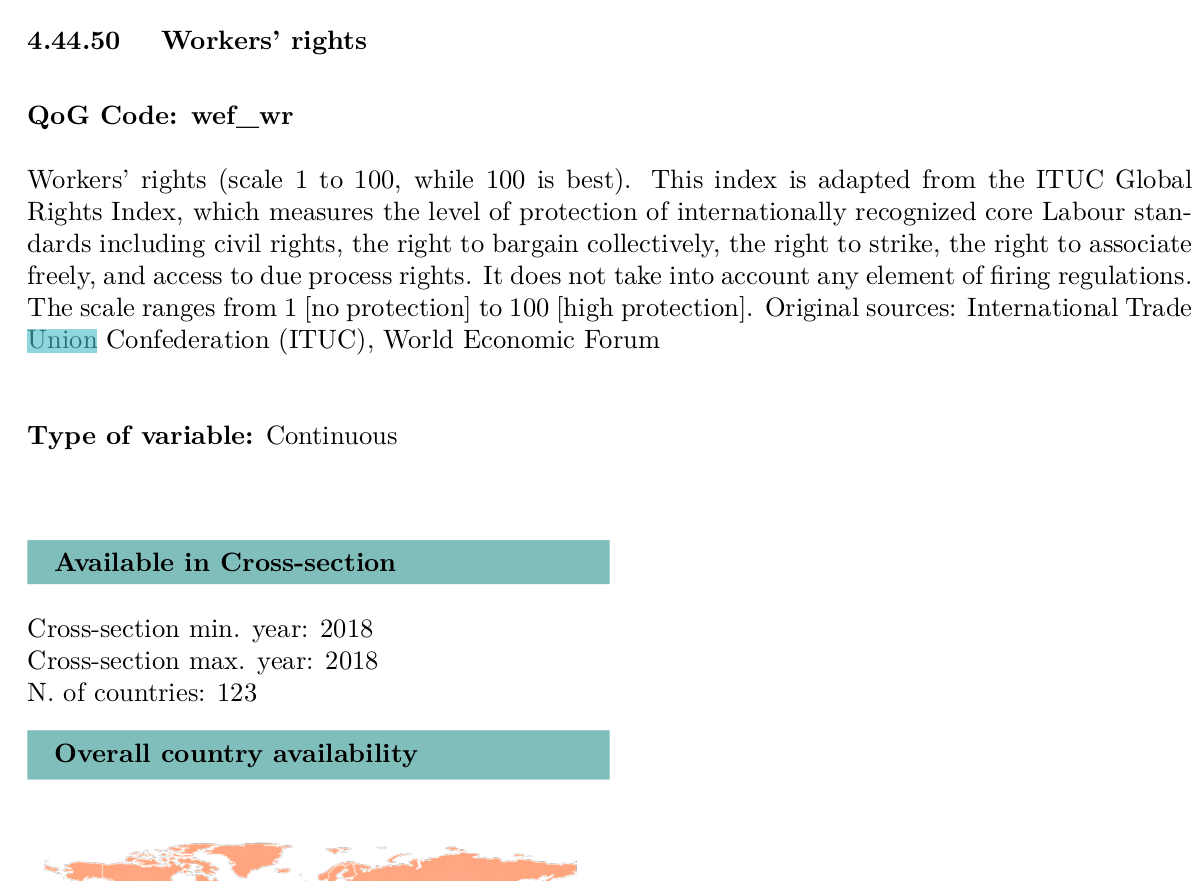 4.44.50 Workers' rights
QoG Code: wef_wr
Workers' rights (scale 1 to 100, while 100 is best). This index is adapted from the ITUC Global
Rights Index, which measures the level of protection of internationally recognized core Labour stan-
dards including civil rights, the right to bargain collectively, the right to strike, the right to associate
freely, and access to due process rights. It does not take into account any element of firing regulations.
The scale ranges from 1 [no protection] to 100 [high protection]. Original sources: International Trade
Union Confederation (ITUC), World Economic Forum
Type of variable: Continuous
Available in Cross-section
Cross-section min. year: 2018
Cross-section max. year: 2018
N. of countries: 123
Overall country availability